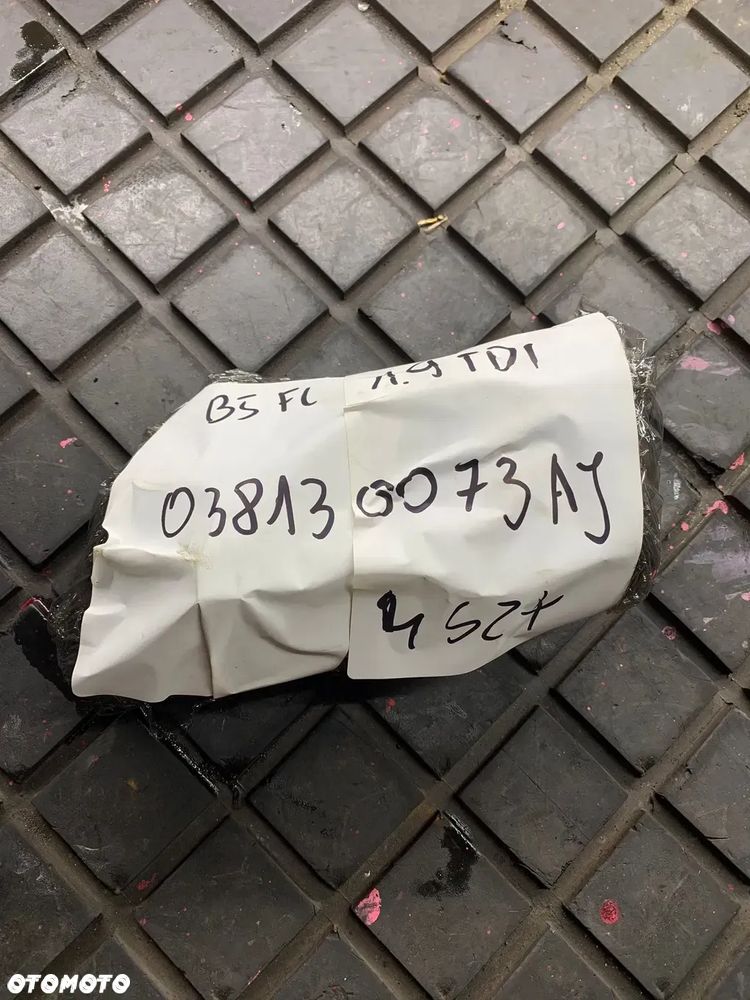 B5 FL 1.9 TDI
038130073AJ
4 SZT
OTOMOTO